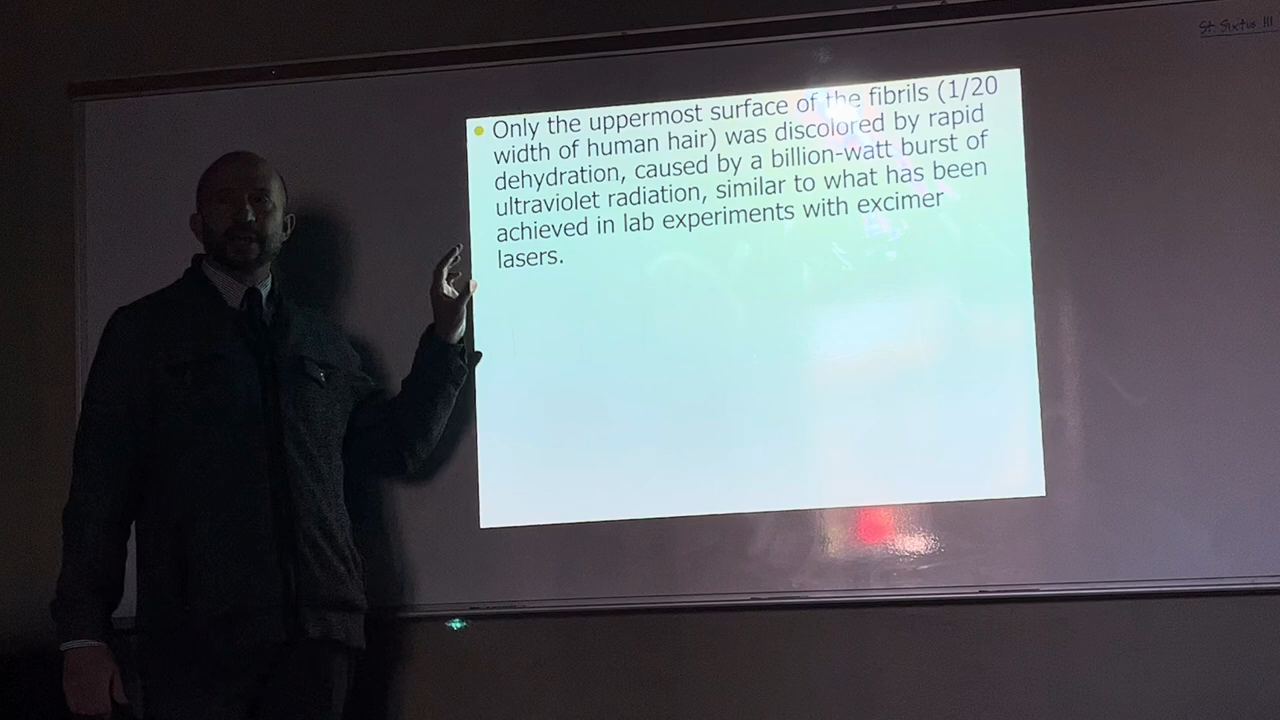 St. Sixtus III
Only the uppermost surface of the fibrils (1/20
width of human hair) was discolored by rapid
dehydration, caused by a billion-watt burst of
ultraviolet radiation, similar to what has been
achieved in lab experiments with excimer
lasers.